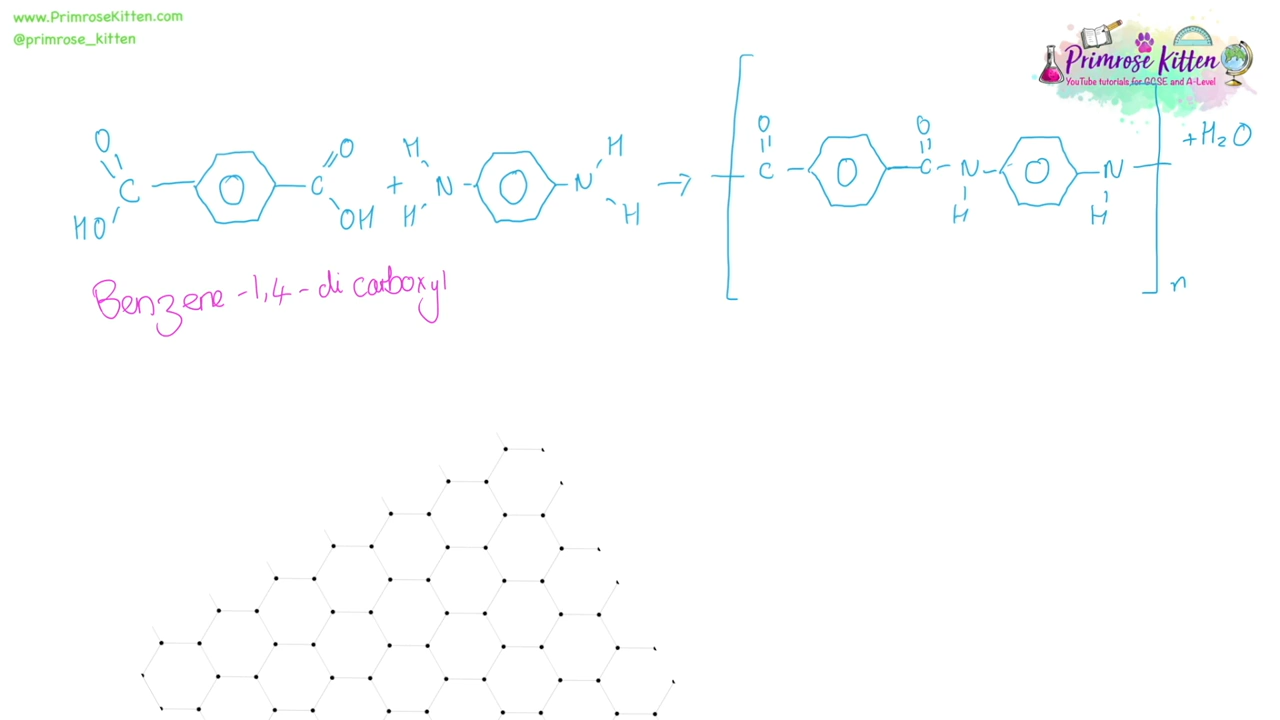 www.PrimroseKitten.com
@primrose_kitten
Primrose Kitten
YouTube tutorials for GCSE and A-Level
O O H H O O
C C + N N → C C N N + H₂O
HO OH H H H H n
Benzene-1,4-dicarboxyl